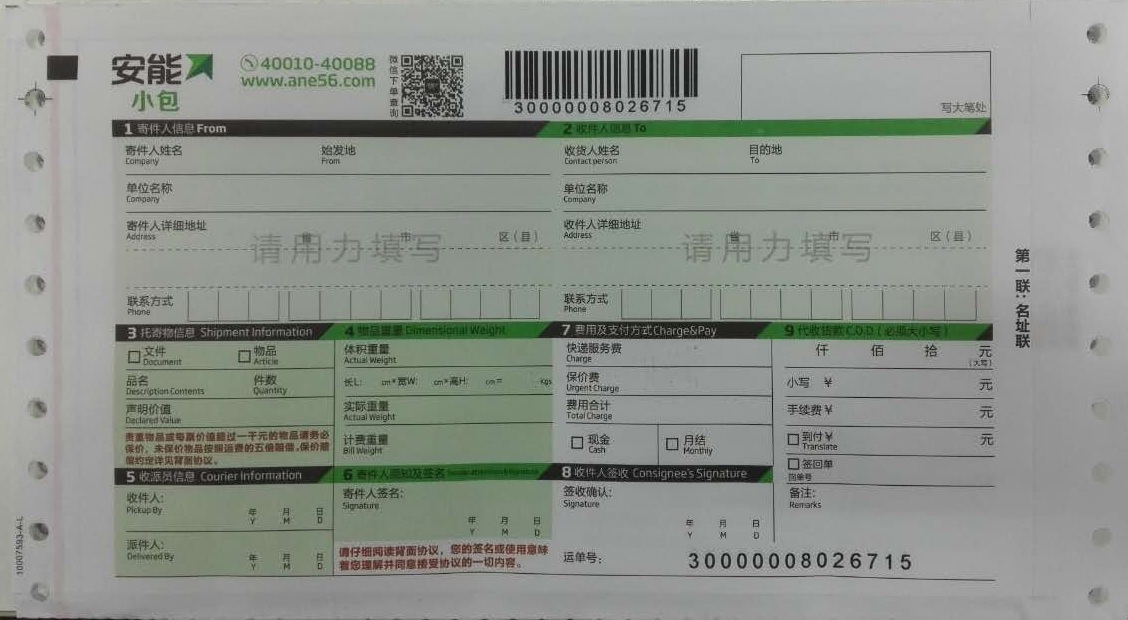 安能
小包
40010-40088
www.ane56.com
微信下单查询
30000008026715
写大笔处
1 寄件人信息 From
2 收件人信息 To
寄件人姓名 始发地
Company From
收货人姓名 目的地
Contact person To
单位名称
Company
单位名称
Company
寄件人详细地址
Address
省 市 区(县)
请用力填写
收件人详细地址
Address
省 市 区(县)
请用力填写
联系方式
Phone
联系方式
Phone
第一联:名址联
3 托寄物信息 Shipment Information
4 物品重量 Dimensional Weight
7 费用及支付方式Charge&Pay
9 代收货款C.O.D(必须大小写)
文件 物品
Document Article
品名 件数
Description Contents Quantity
声明价值
Declared Value
贵重物品或每票价值超过一千元的物品请务必
保价,未保价物品按照运费的五倍赔偿,保价赔
偿约定详见背面协议。
体积重量
Actual Weight
长L: cm*宽W: cm*高H: cm= kgs
实际重量
Actual Weight
计费重量
Bill Weight
快递服务费
Charge
保价费
Urgent Charge
费用合计
Total Charge
现金 月结
Cash Monthly
仟 佰 拾 元
(大写)
小写 ¥ 元
手续费¥ 元
到付¥ 元
Translate
签回单
回单号
备注:
Remarks
5 收派员信息 Courier Information
6 寄件人须知及签名
8 收件人签收 Consignee's Signature
收件人:
Pickup By
年 月 日
Y M D
派件人:
Delivered By
年 月 日
Y M D
寄件人签名:
Signature
年 月 日
Y M D
请仔细阅读背面协议,您的签名或使用意味
着您理解并同意接受协议的一切内容。
签收确认:
Signature
年 月 日
Y M D
运单号:
30000008026715
10007593-A-L